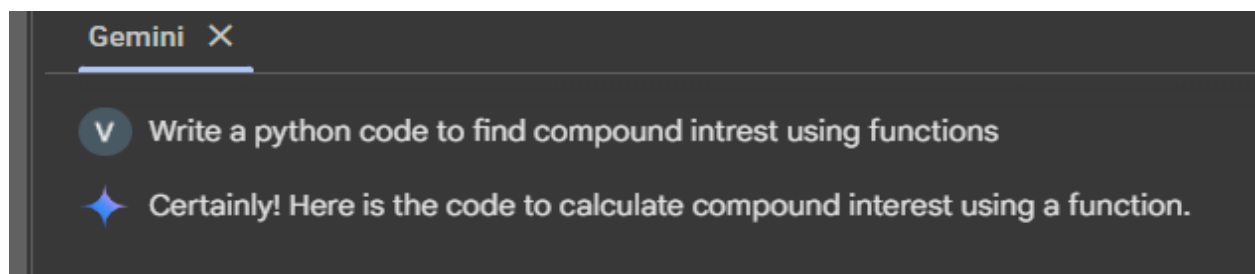 Gemini
V Write a python code to find compound intrest using functions
Certainly! Here is the code to calculate compound interest using a function.